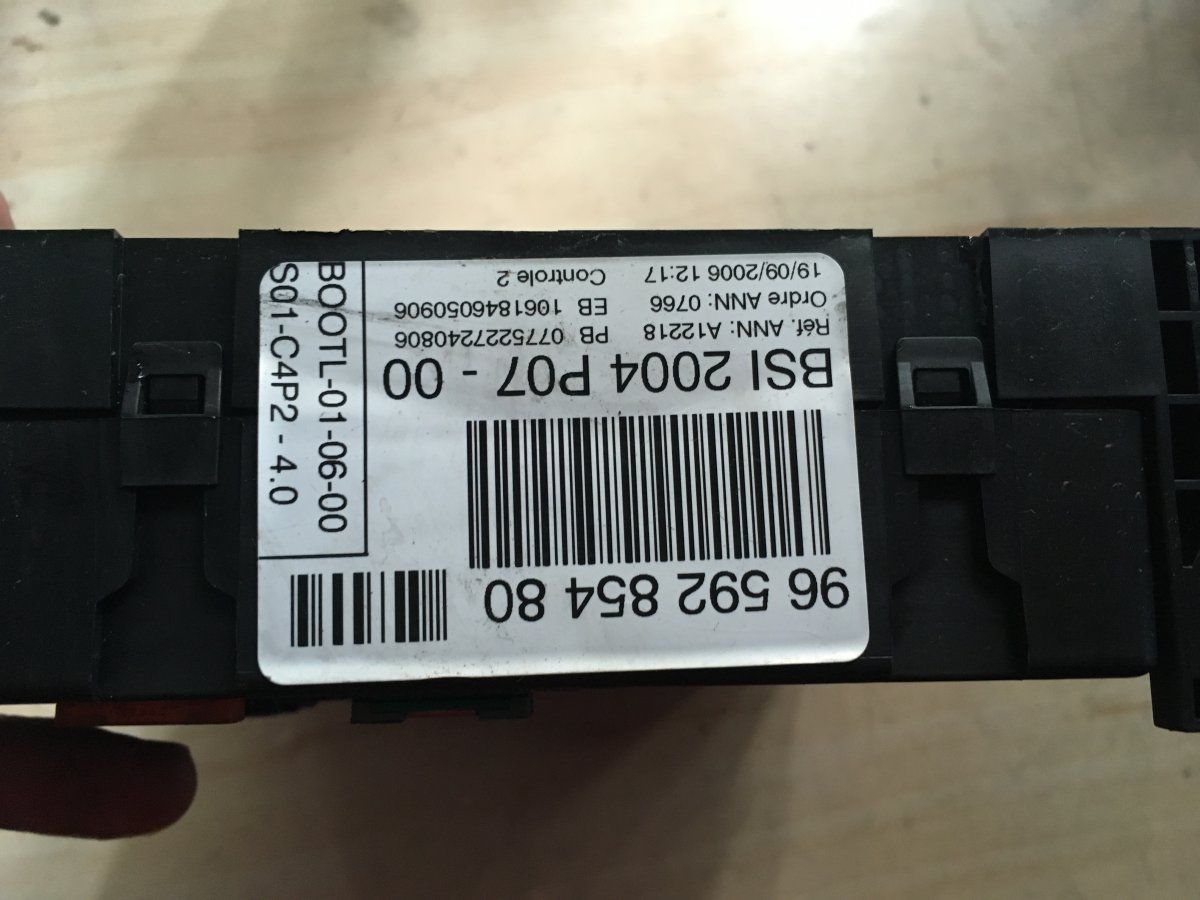 96 592 854 80
BSI 2004 P07 - 00
Réf. ANN: A12218 PB 0775227240806
Ordre ANN: 0766 EB 1061846050906
19/09/2006 12:17 Controle 2
BOOTL-01-06-00
S01-C4P2 - 4.0